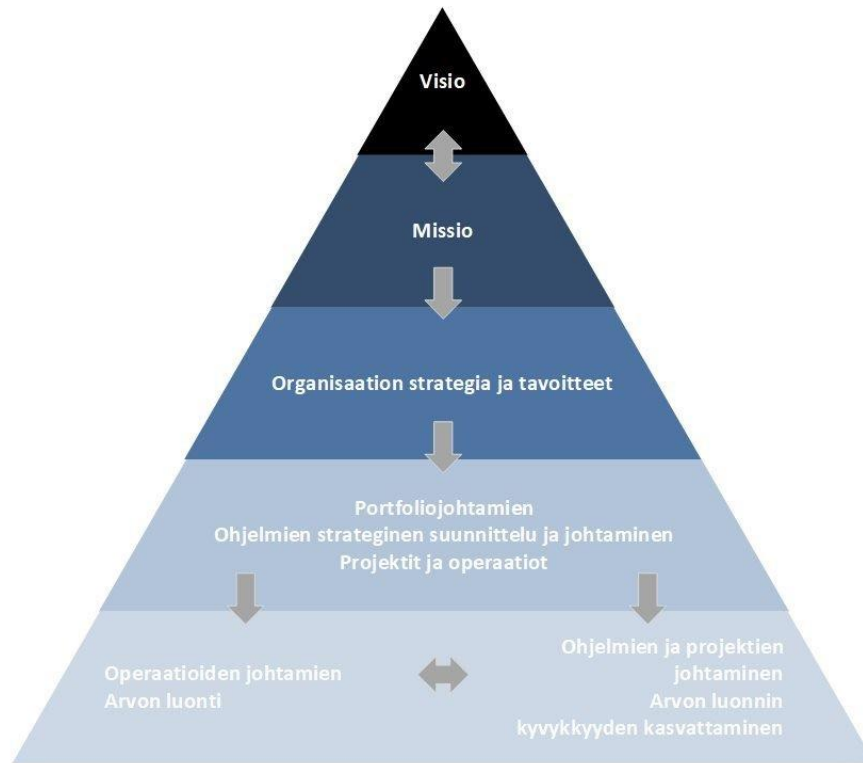 Visio
Missio
Organisaation strategia ja tavoitteet
Portfoliojohtamien
Ohjelmien strateginen suunnittelu ja johtaminen
Projektit ja operaatiot
Operaatioiden johtamien
Arvon luonti
Ohjelmien ja projektien
johtaminen
Arvon luonnin
kyvykkyyden kasvattaminen